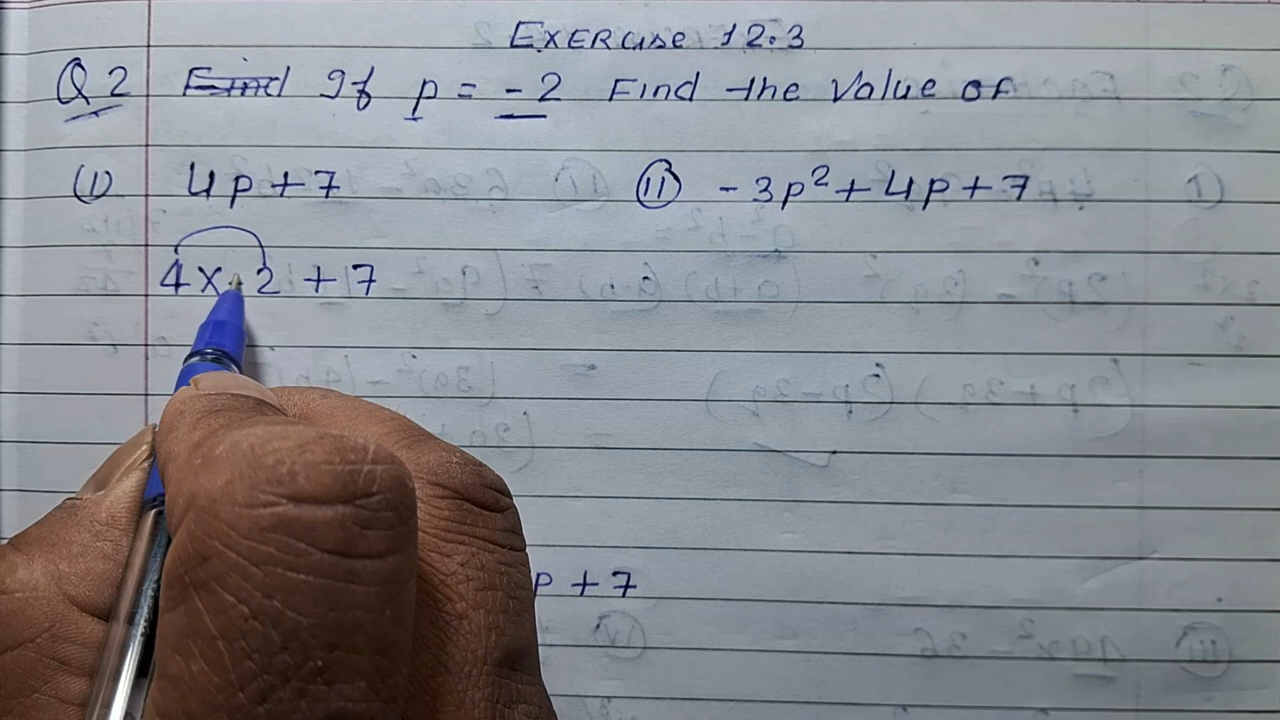 Exercise 12.3
Q2 Find If p = -2 Find the Value of
(I) 4p+7 (II) -3p²+4p+7
4x-2+7
p+7